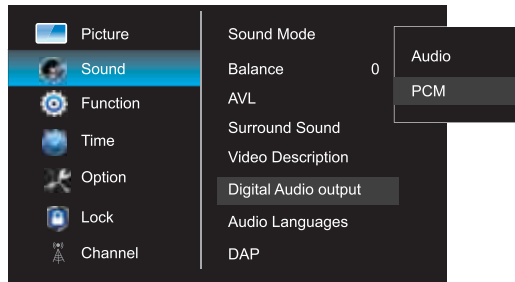 Picture
Sound
Function
Time
Option
Lock
Channel
Sound Mode
Balance 0
AVL
Surround Sound
Video Description
Digital Audio output
Audio Languages
DAP
Audio
PCM